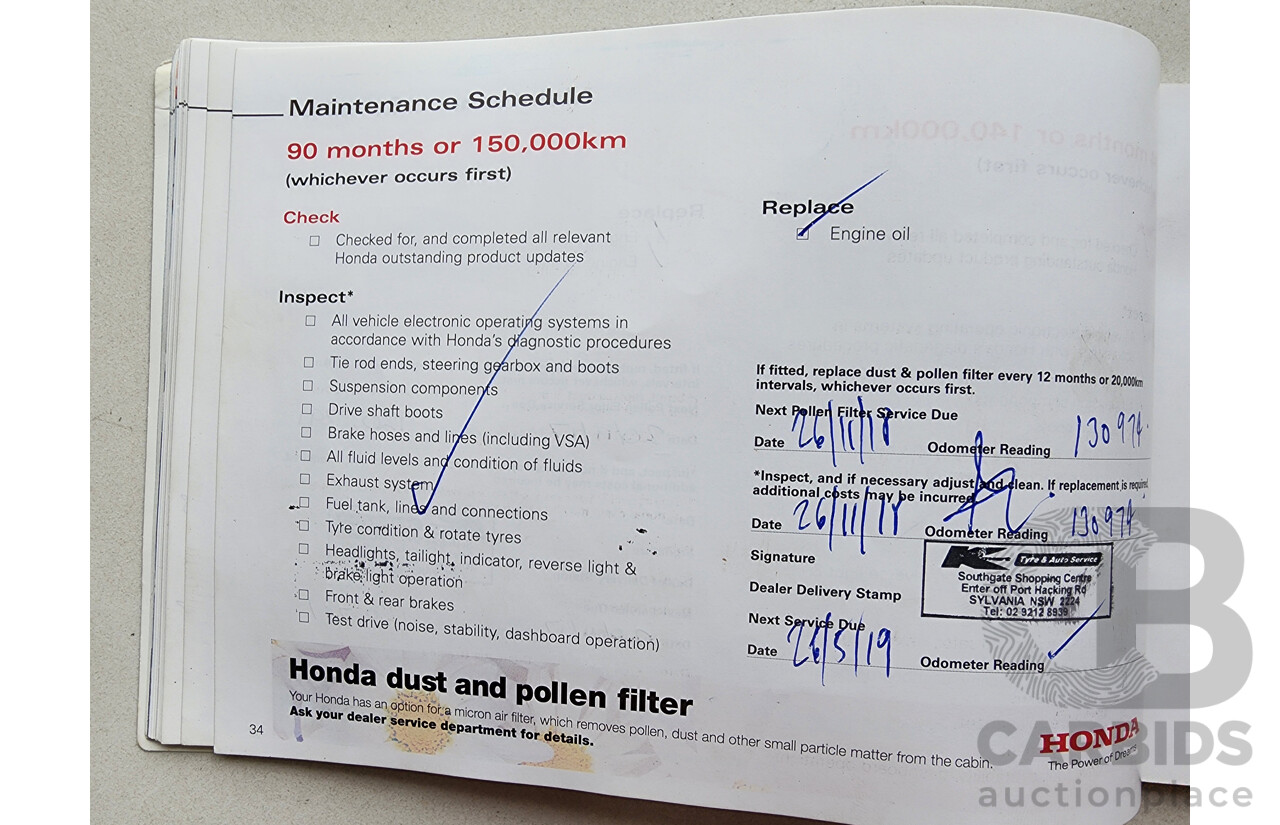 Maintenance Schedule
90 months or 150,000km
(whichever occurs first)
Check
Checked for, and completed all relevant
Honda outstanding product updates
Inspect*
All vehicle electronic operating systems in
accordance with Honda's diagnostic procedures
Tie rod ends, steering gearbox and boots
Suspension components
Drive shaft boots
Brake hoses and lines (including VSA)
All fluid levels and condition of fluids
Exhaust system
Fuel tank, lines and connections
Tyre condition & rotate tyres
Headlights, tailight, indicator, reverse light &
brake light operation
Front & rear brakes
Test drive (noise, stability, dashboard operation)
Replace
Engine oil
If fitted, replace dust & pollen filter every 12 months or 20,000km
intervals, whichever occurs first.
Next Pollen Filter Service Due
Date 26/11/18 Odometer Reading 130974
*Inspect, and if necessary adjust and clean. If replacement is required
additional costs may be incurred
Date 26/11/18 Odometer Reading 130974
Signature
Dealer Delivery Stamp
K Tyre & Auto Service
Southgate Shopping Centre
Enter off Port Hacking Rd
SYLVANIA NSW 2224
Tel: 02 9212 8939
Next Service Due
Date 26/5/19 Odometer Reading
Honda dust and pollen filter
Your Honda has an option for a micron air filter, which removes pollen, dust and other small particle matter from the cabin.
Ask your dealer service department for details.
34
HONDA
The Power of Dreams
CARBIDS
auctionplace